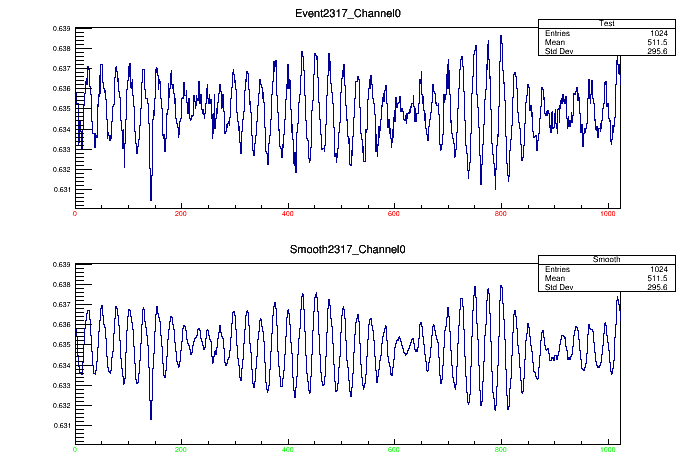 Event2317_Channel0
Test
Entries 1024
Mean 511.5
Std Dev 295.6
0.639
0.638
0.637
0.636
0.635
0.634
0.633
0.632
0.631
0 200 400 600 800 1000
Smooth2317_Channel0
Smooth
Entries 1024
Mean 511.5
Std Dev 295.6
0.639
0.638
0.637
0.636
0.635
0.634
0.633
0.632
0.631
0 200 400 600 800 1000